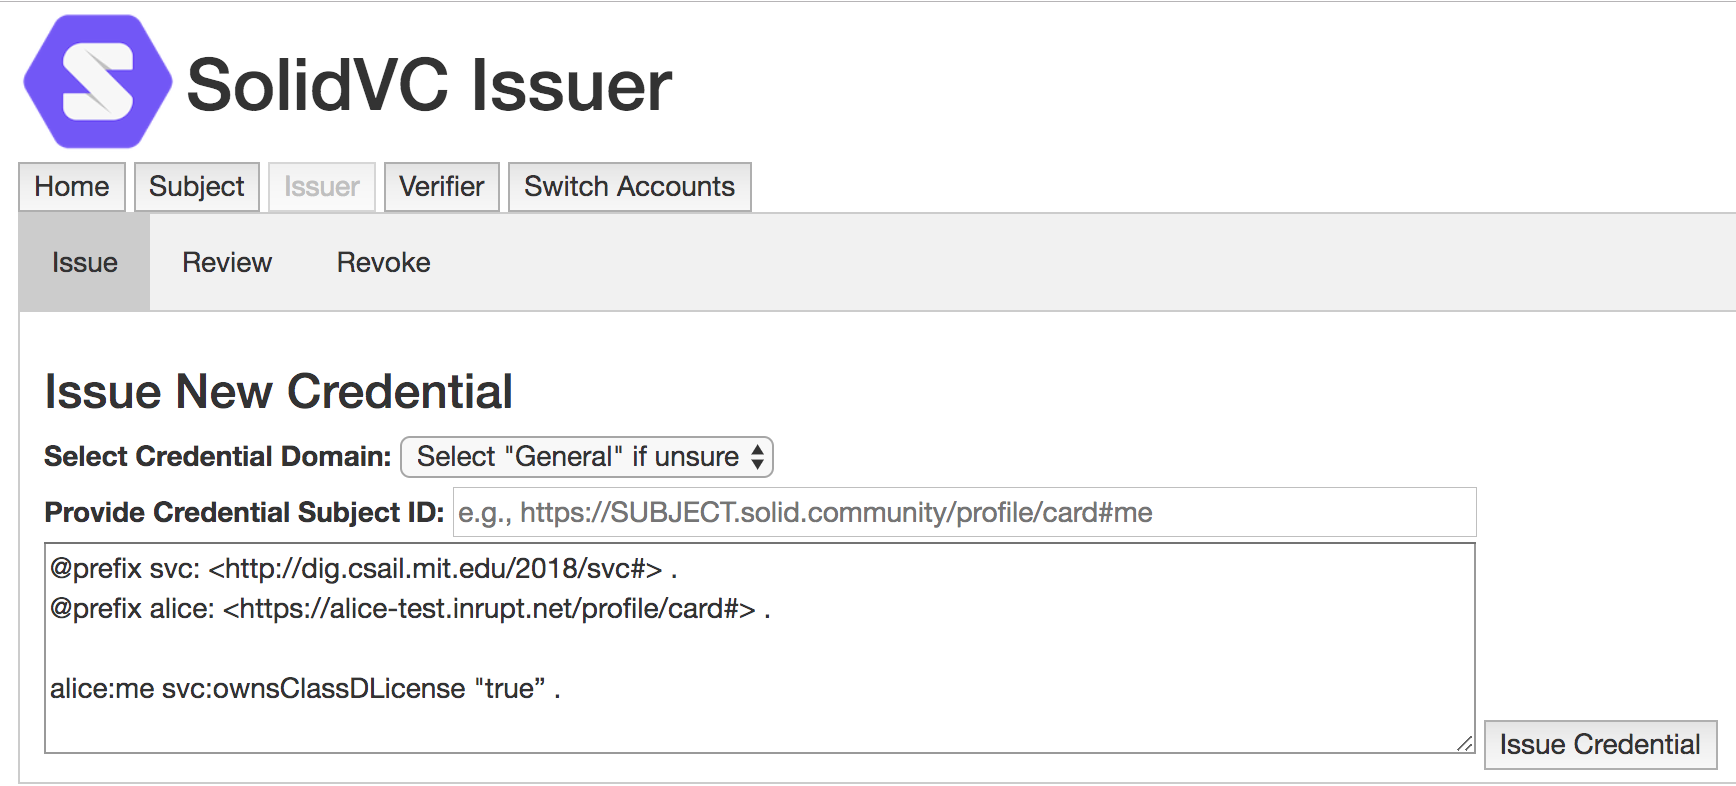 SolidVC Issuer
Home Subject Issuer Verifier Switch Accounts
Issue Review Revoke
Issue New Credential
Select Credential Domain: Select "General" if unsure
Provide Credential Subject ID: e.g., https://SUBJECT.solid.community/profile/card#me
@prefix svc: <http://dig.csail.mit.edu/2018/svc#> .
@prefix alice: <https://alice-test.inrupt.net/profile/card#> .
alice:me svc:ownsClassDLicense "true” .
Issue Credential